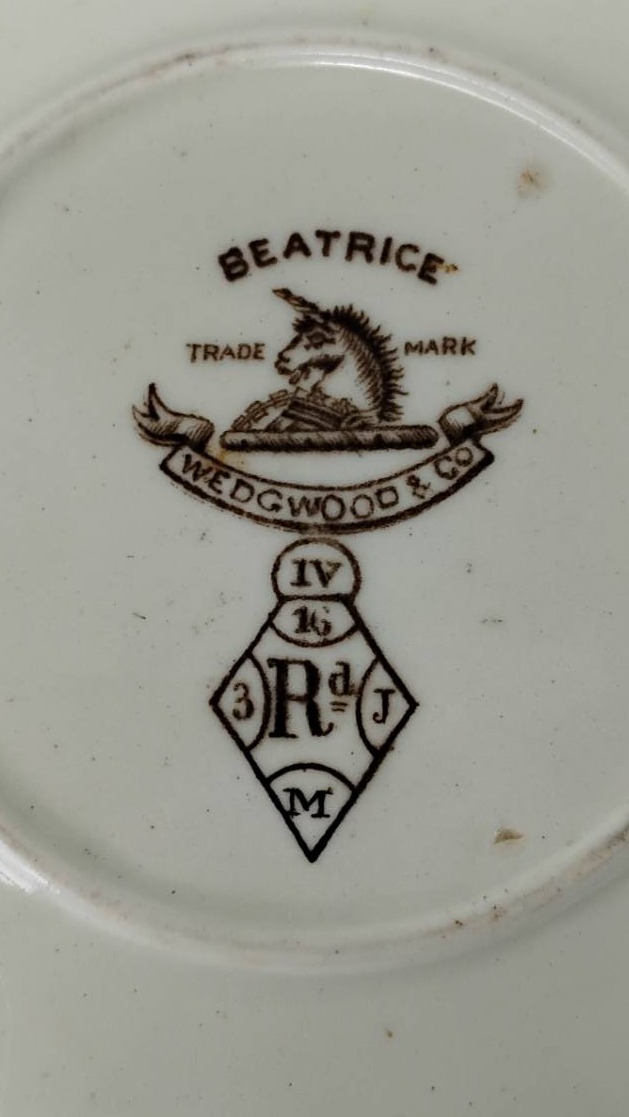 BEATRICE
TRADE MARK
WEDGWOOD & Co
IV
16
3 Rd J
M